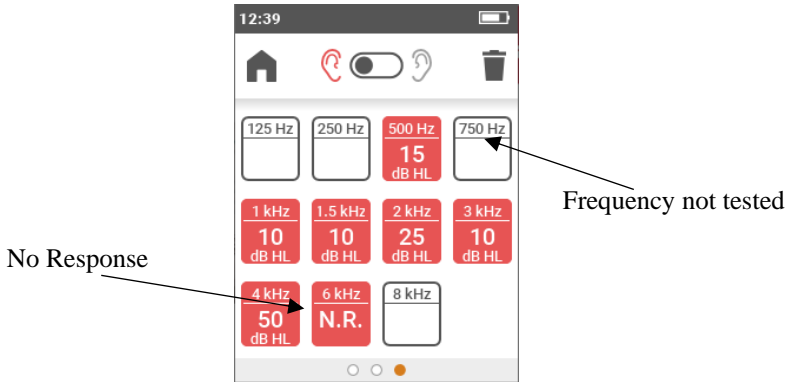 12:39
125 Hz 250 Hz 500 Hz 750 Hz
15
dB HL
Frequency not tested
1 kHz 1.5 kHz 2 kHz 3 kHz
10 10 25 10
dB HL dB HL dB HL dB HL
No Response
4 kHz 6 kHz 8 kHz
50 N.R.
dB HL